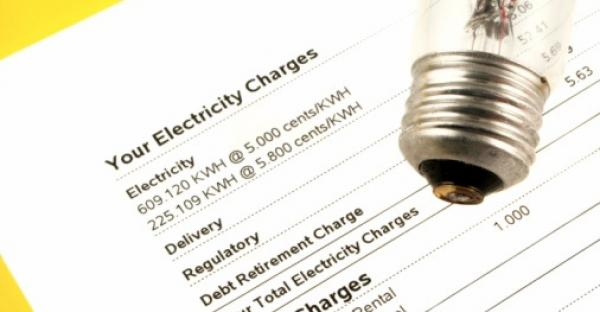 Your Electricity Charges
Electricity
609.120 KWH @ 5.000 cents/KWH
225.109 KWH @ 5.800 cents/KWH
Delivery
Regulatory
Debt Retirement Charge
Total Electricity Charges
Charges
Rental
5.63
1.000